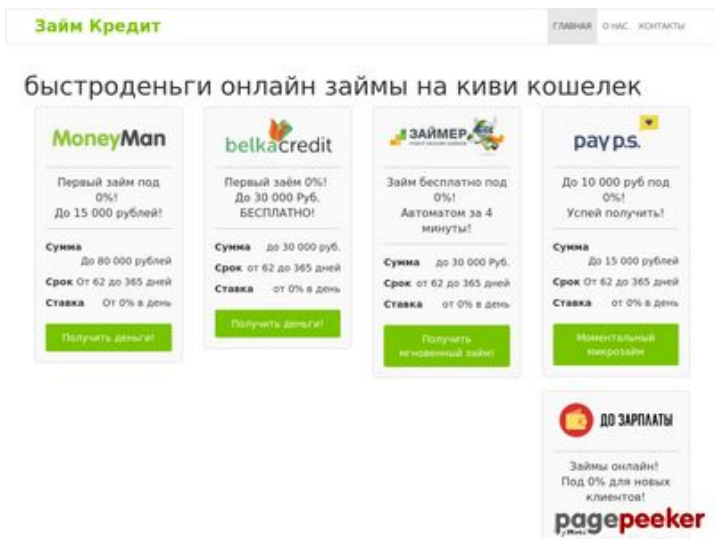 Займ Кредит
ГЛАВНАЯ О НАС КОНТАКТЫ
быстроденьги онлайн займы на киви кошелек
MoneyMan
Первый займ под
0%!
До 15 000 рублей!
Сумма
До 80 000 рублей
Срок От 62 до 365 дней
Ставка От 0% в день
Получить деньги!
belkacredit
Первый заём 0%!
До 30 000 Руб.
БЕСПЛАТНО!
Сумма до 30 000 руб.
Срок от 62 до 365 дней
Ставка от 0% в день
Получить деньги!
ЗАЙМЕР
Займ бесплатно под
0%!
Автоматом за 4
минуты!
Сумма до 30 000 Руб.
Срок от 62 до 365 дней
Ставка от 0% в день
Получить
мгновенный займ!
pay p.s.
До 10 000 руб под
0%!
Успей получить!
Сумма
До 15 000 рублей
Срок От 62 до 365 дней
Ставка от 0% в день
Моментальный
микрозайм
ДО ЗАРПЛАТЫ
Займы онлайн!
Под 0% для новых
клиентов!
pagepeeker